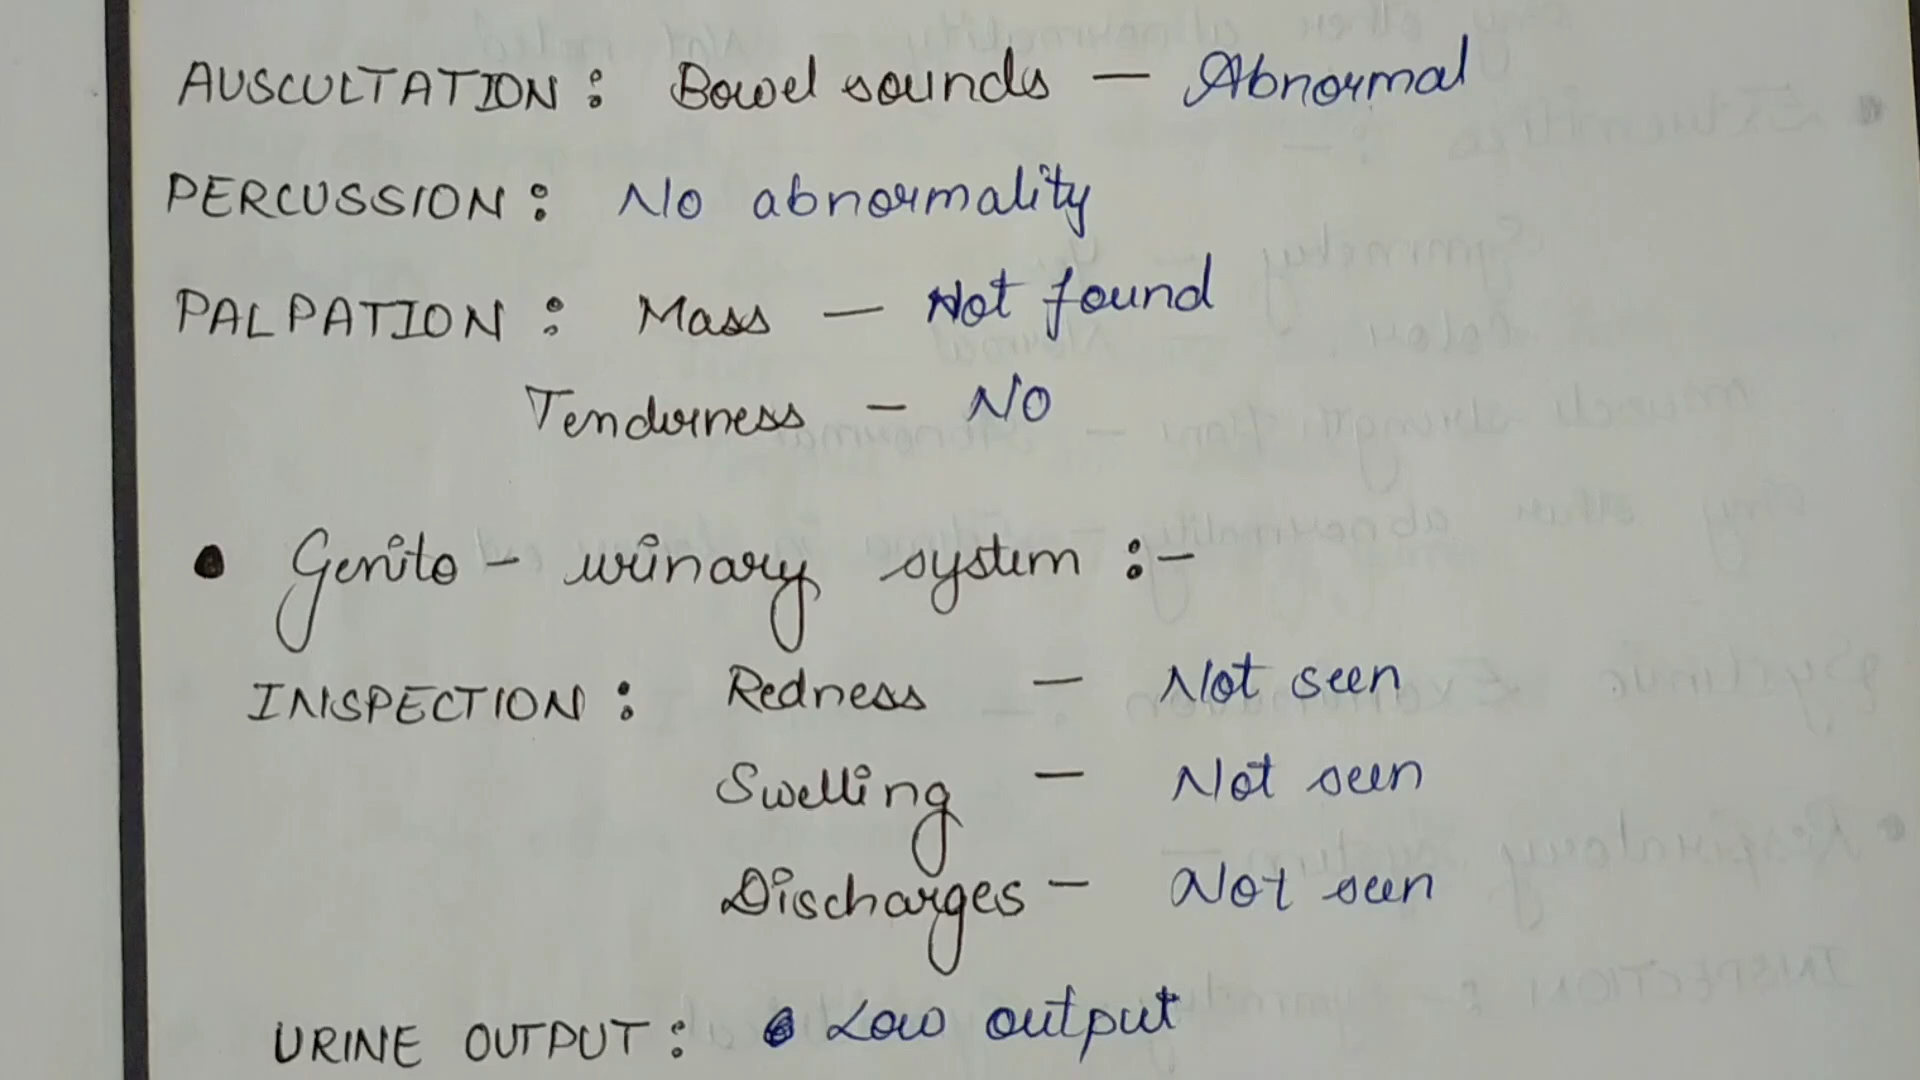 AUSCULTATION : Bowel sounds — Abnormal
PERCUSSION : No abnormality
PALPATION : Mass — Not found
Tenderness — NO
• Genito - urinary system :-
INSPECTION : Redness — Not seen
Swelling — Not seen
Discharges — Not seen
URINE OUTPUT : Low output